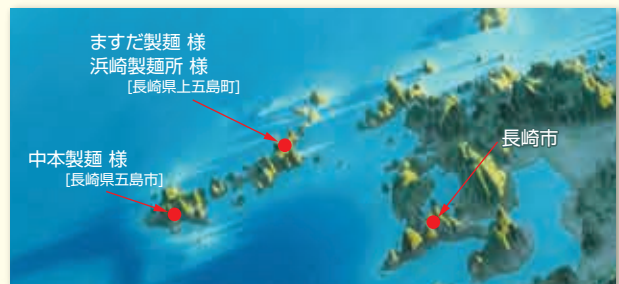 ますだ製麺 様
浜崎製麺所 様
[長崎県上五島町]
中本製麺 様
[長崎県五島市]
長崎市